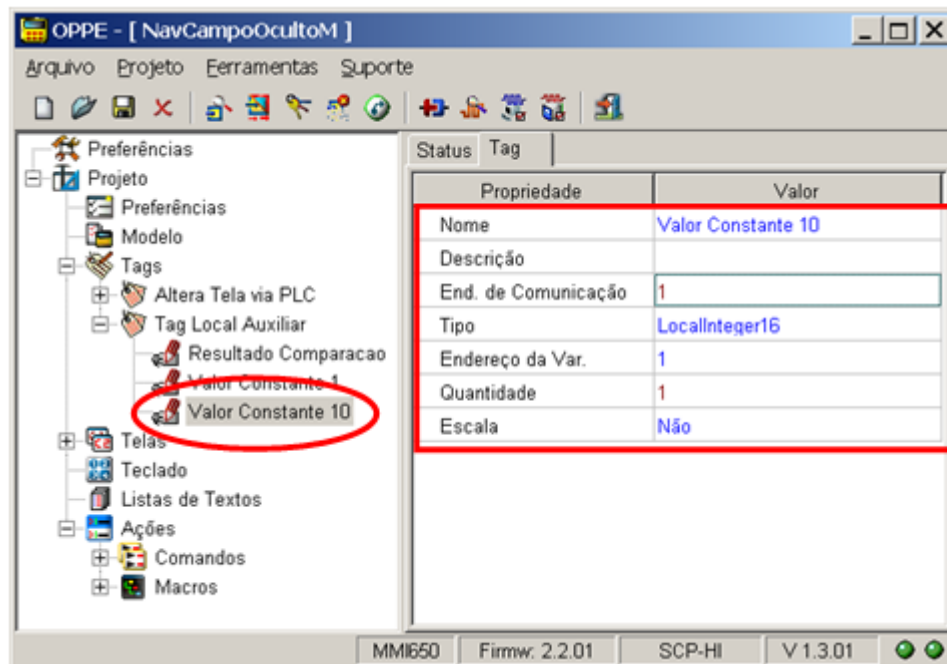 OPPE - [ NavCampoOcultoM ]
Arquivo Projeto Ferramentas Suporte
Preferências
Projeto
Preferências
Modelo
Tags
Altera Tela via PLC
Tag Local Auxiliar
Resultado Comparacao
Valor Constante 1
Valor Constante 10
Telas
Teclado
Listas de Textos
Ações
Comandos
Macros
Status Tag
Propriedade Valor
Nome Valor Constante 10
Descrição
End. de Comunicação 1
Tipo LocalInteger16
Endereço da Var. 1
Quantidade 1
Escala Não
MMI650 Firmw: 2.2.01 SCP-HI V 1.3.01